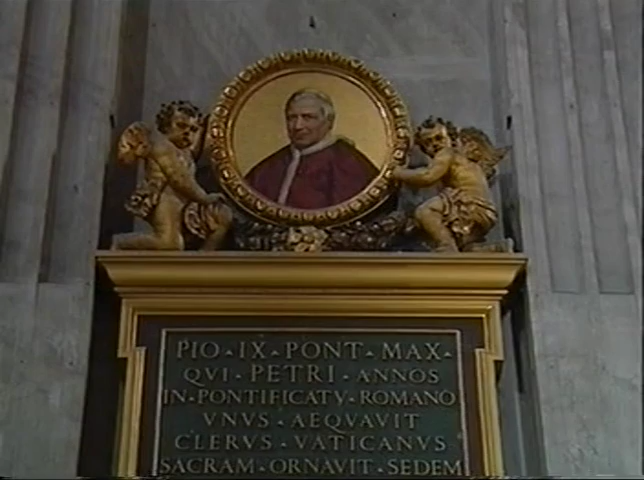 PIO · IX · PONT · MAX ·
QVI · PETRI · ANNOS
IN · PONTIFICATV · ROMANO
VNVS · AEQVAVIT
CLERVS · VATICANVS
SACRAM · ORNAVIT · SEDEM